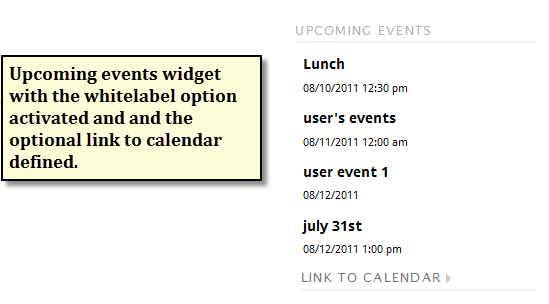 UPCOMING EVENTS
Lunch
08/10/2011 12:30 pm
user's events
08/11/2011 12:00 am
user event 1
08/12/2011
july 31st
08/12/2011 1:00 pm
LINK TO CALENDAR
Upcoming events widget
with the whitelabel option
activated and and the
optional link to calendar
defined.